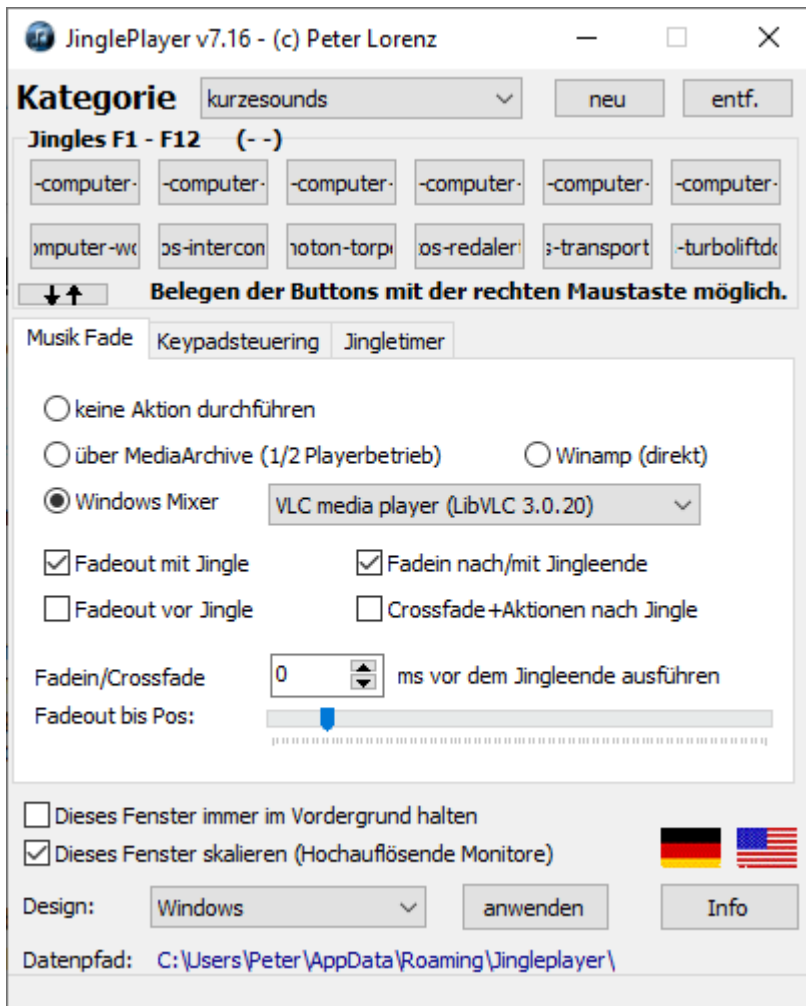 JinglePlayer v7.16 - (c) Peter Lorenz
Kategorie kurzesounds neu entf.
Jingles F1 - F12 (- -)
-computer- -computer- -computer- -computer- -computer- -computer-
omputer-wo os-intercom hoton-torpe os-redalert s-transport -turboliftdo
Belegen der Buttons mit der rechten Maustaste möglich.
Musik Fade Keypadsteuering Jingletimer
keine Aktion durchführen
über MediaArchive (1/2 Playerbetrieb) Winamp (direkt)
Windows Mixer VLC media player (LibVLC 3.0.20)
Fadeout mit Jingle Fadein nach/mit Jingleende
Fadeout vor Jingle Crossfade+Aktionen nach Jingle
Fadein/Crossfade 0 ms vor dem Jingleende ausführen
Fadeout bis Pos:
Dieses Fenster immer im Vordergrund halten
Dieses Fenster skalieren (Hochauflösende Monitore)
Design: Windows anwenden Info
Datenpfad: C:\Users\Peter\AppData\Roaming\Jingleplayer\